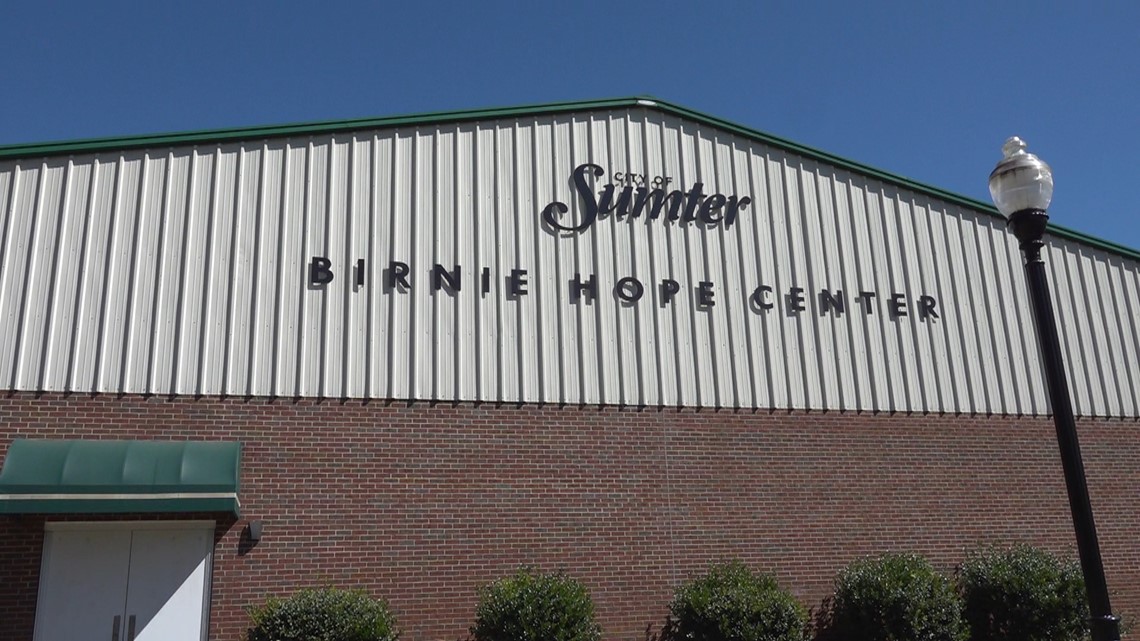 CITY OF
Sumter
BIRNIE HOPE CENTER